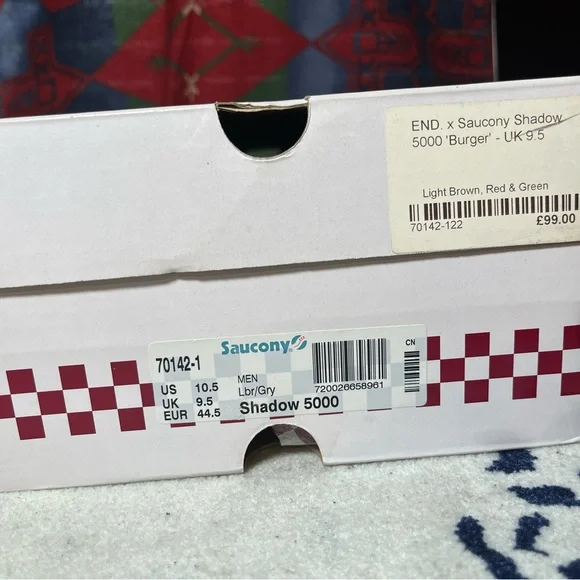 END. x Saucony Shadow
5000 'Burger' - UK 9.5
Light Brown, Red & Green
70142-122
£99.00
Saucony
70142-1
CN
US 10.5
UK 9.5
EUR 44.5
MEN
Lbr/Gry
720026658961
Shadow 5000